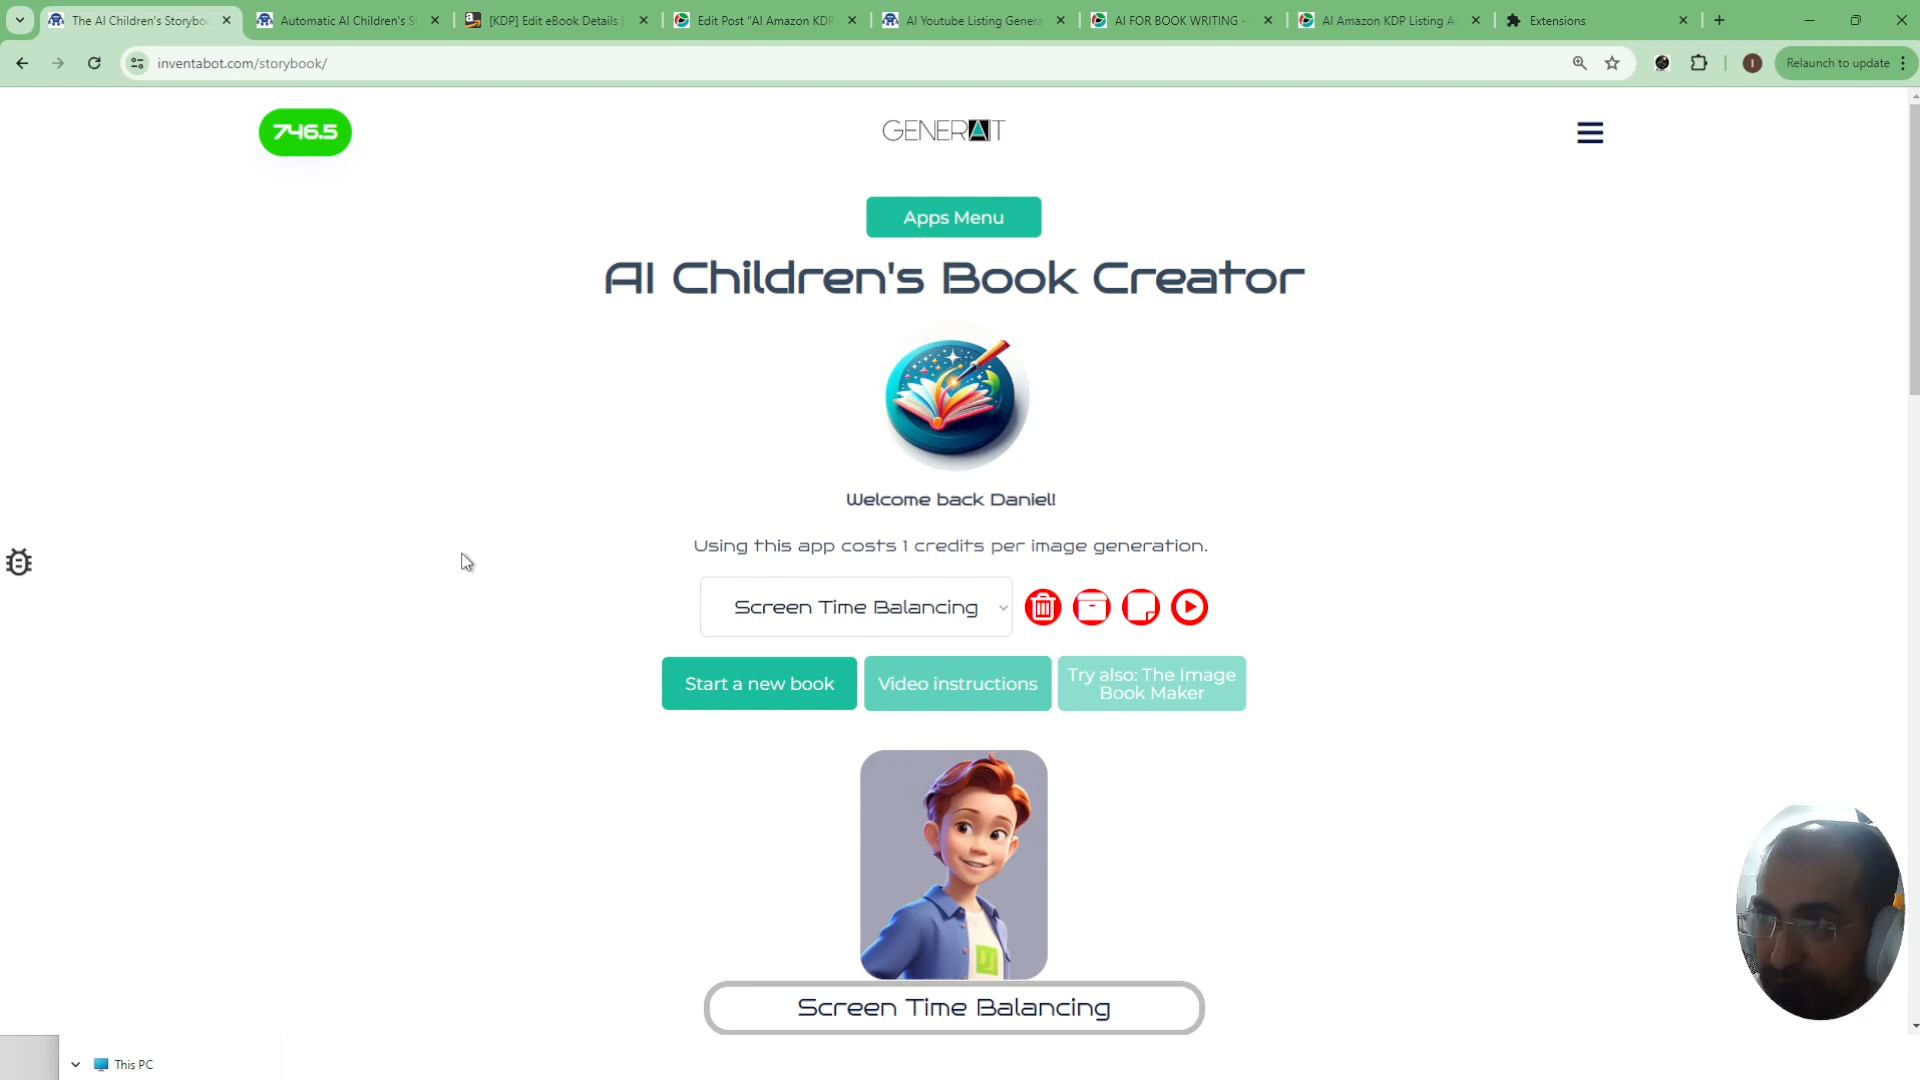 The AI Children's Storybo
Automatic AI Children's S
[KDP] Edit eBook Details
Edit Post "AI Amazon KDP
AI Youtube Listing Genera
AI FOR BOOK WRITING -
AI Amazon KDP Listing Au
Extensions
inventabot.com/storybook/
I
Relaunch to update
746.5
GENERAIT
Apps Menu
AI Children's Book Creator
Welcome back Daniel!
Using this app costs 1 credits per image generation.
Screen Time Balancing
Start a new book
Video instructions
Try also: The Image
Book Maker
Screen Time Balancing
This PC